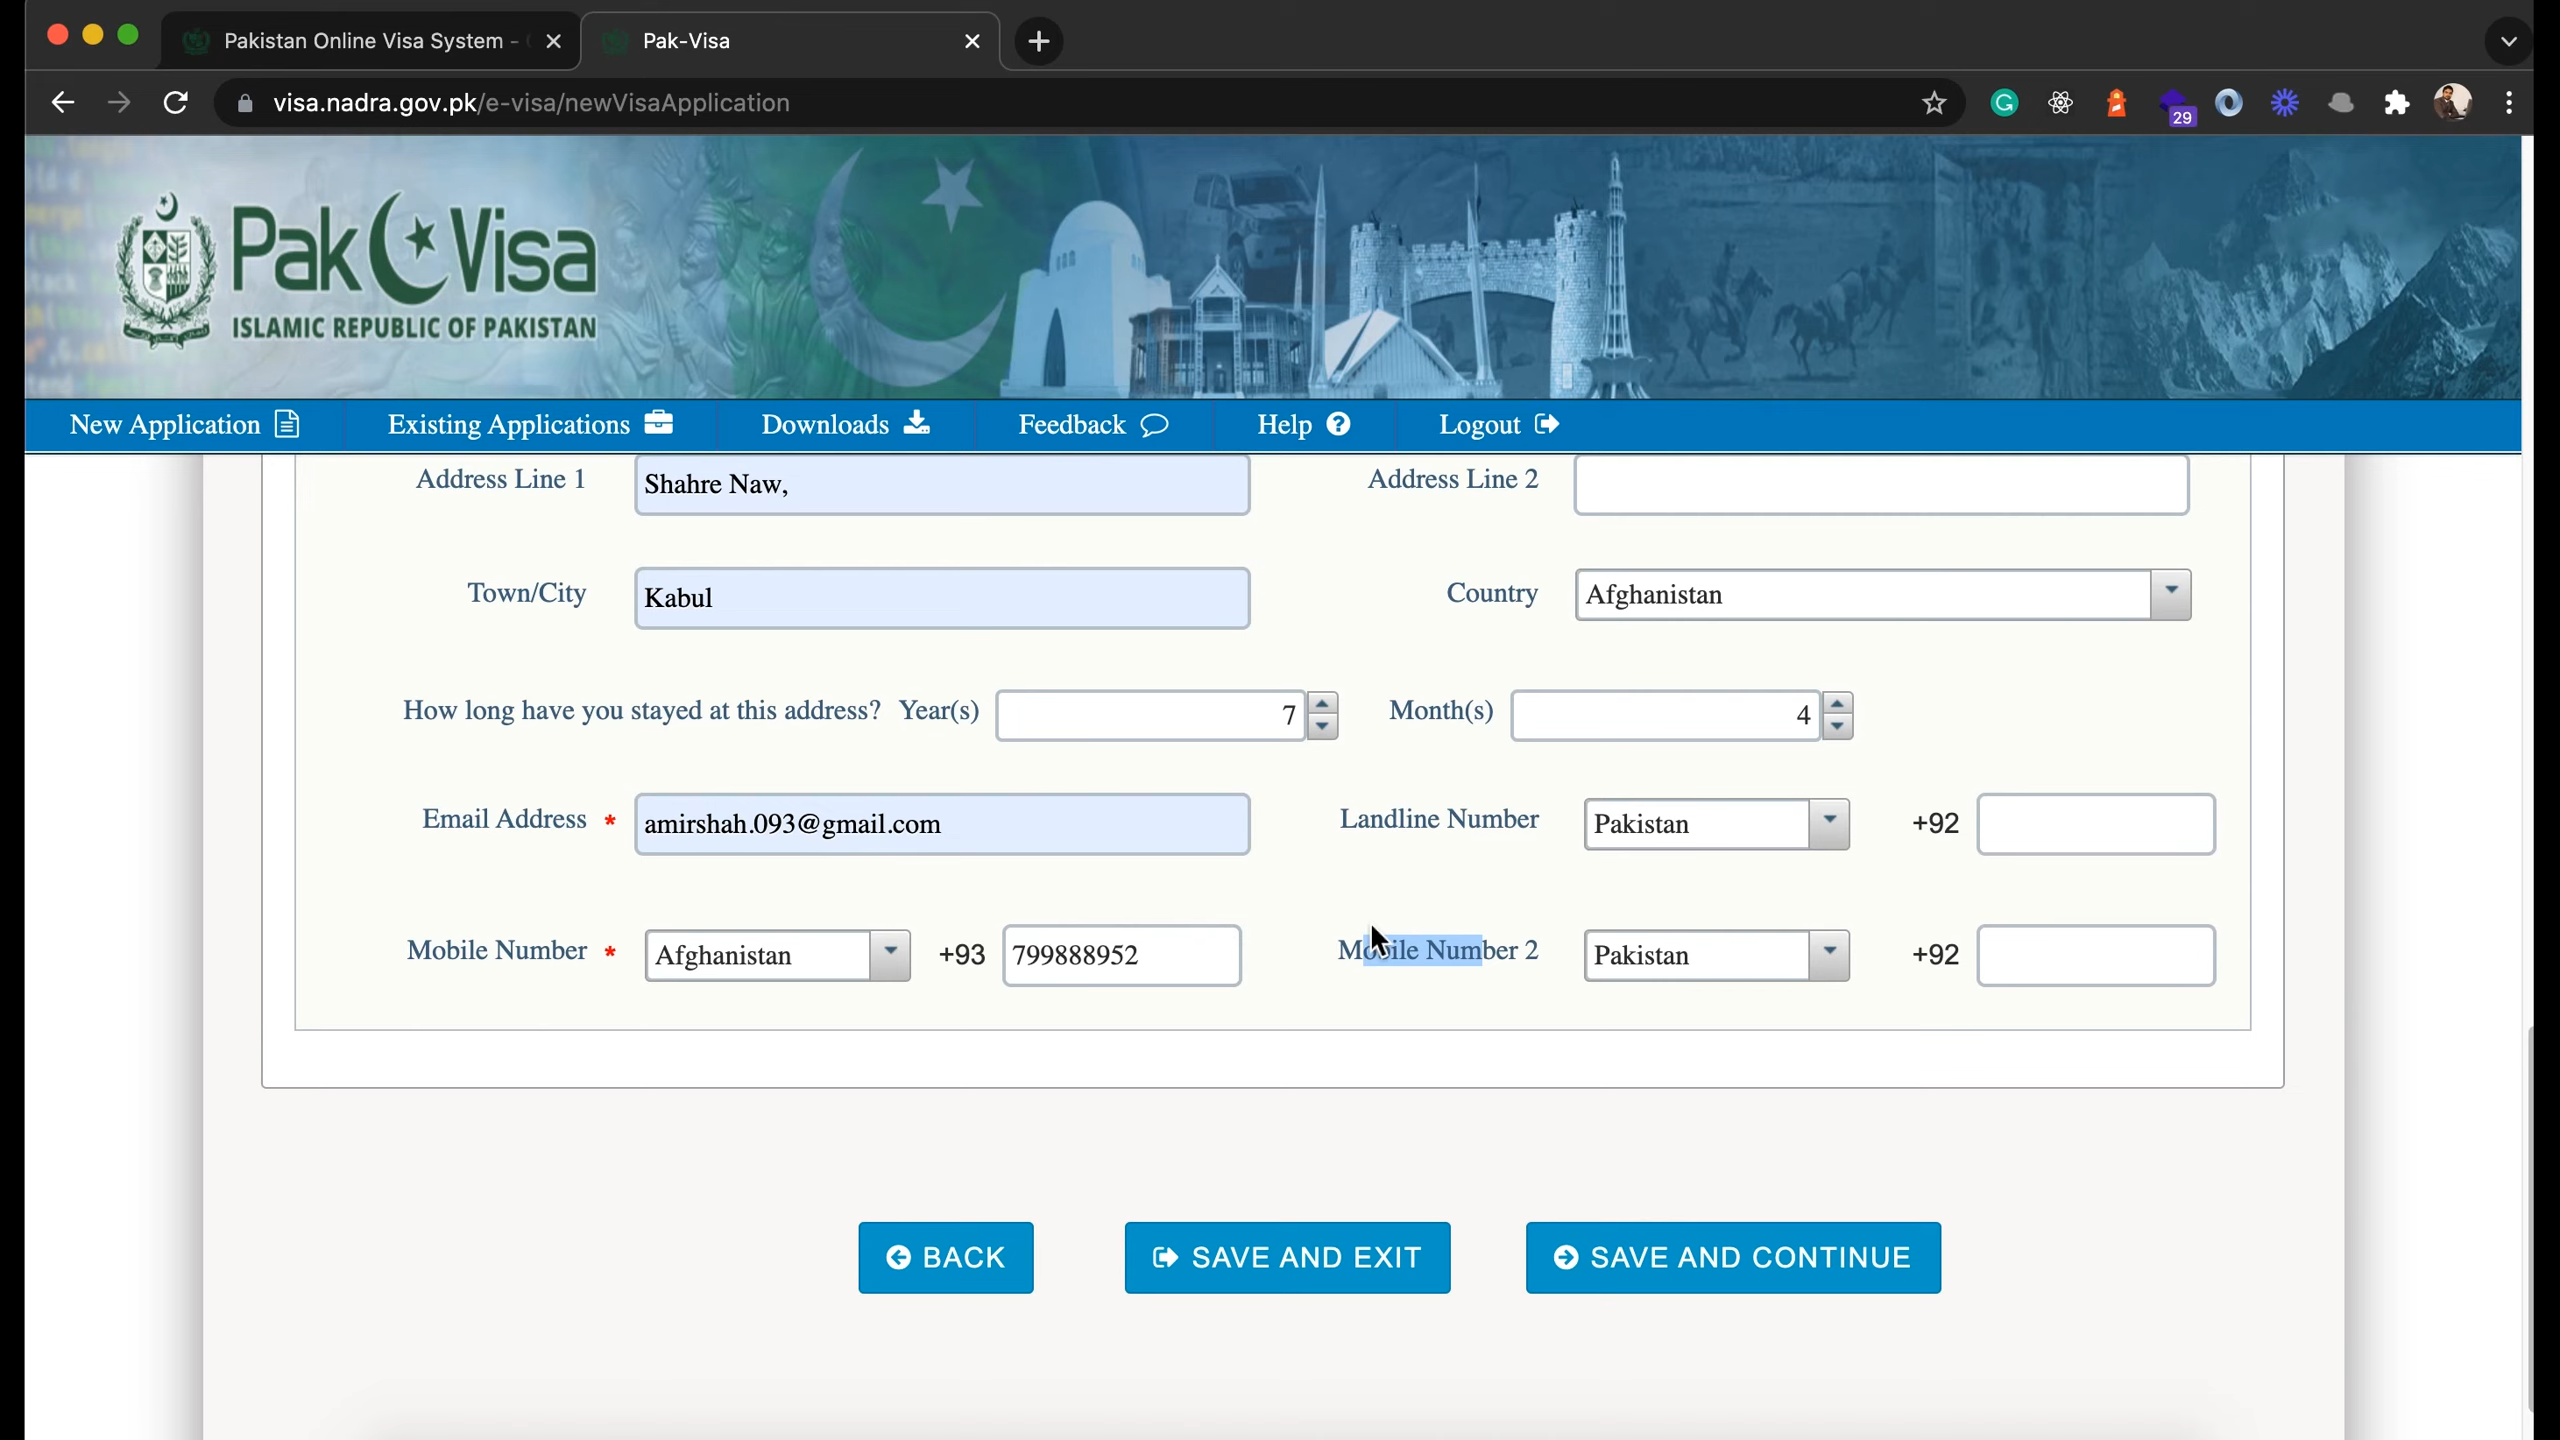 Pakistan Online Visa System -
Pak-Visa
visa.nadra.gov.pk/e-visa/newVisaApplication
29
Pak Visa
ISLAMIC REPUBLIC OF PAKISTAN
New Application
Existing Applications
Downloads
Feedback
Help
Logout
Address Line 1 Shahre Naw,
Address Line 2
Town/City Kabul
Country Afghanistan
How long have you stayed at this address? Year(s) 7 Month(s) 4
Email Address * amirshah.093@gmail.com
Landline Number Pakistan +92
Mobile Number * Afghanistan +93 799888952
Mobile Number 2 Pakistan +92
BACK
SAVE AND EXIT
SAVE AND CONTINUE